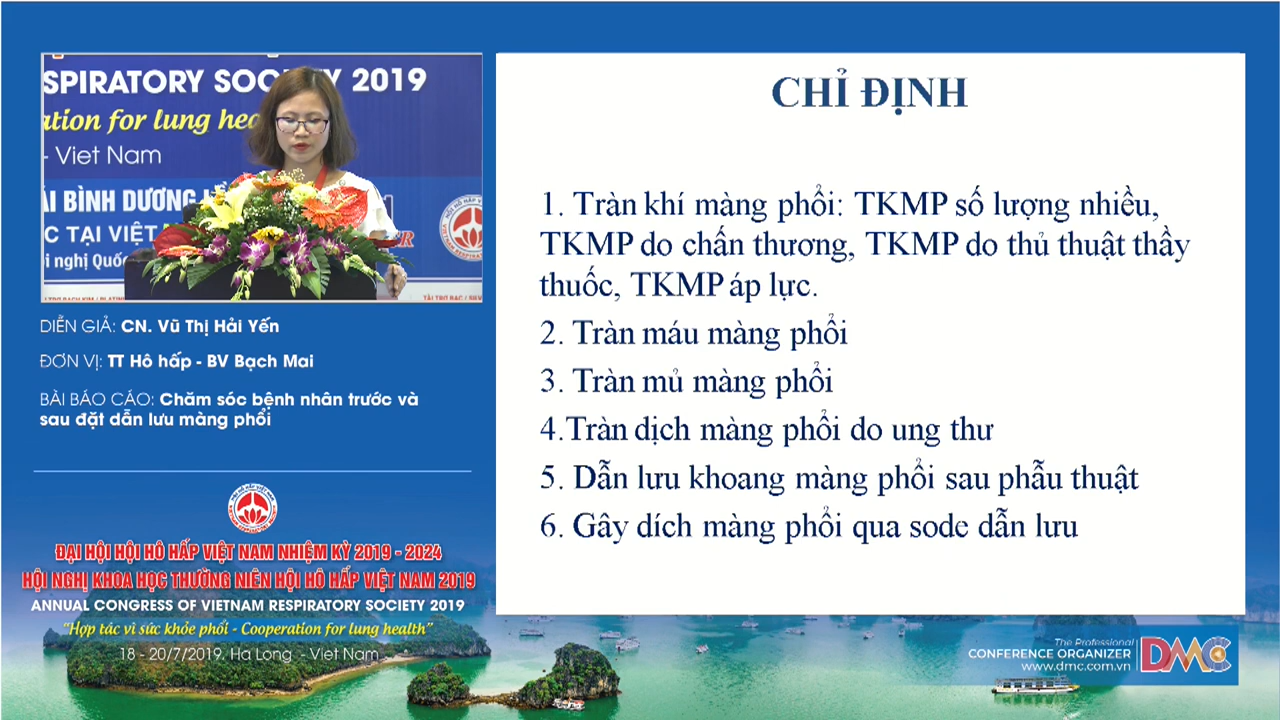 SPIRATORY SOCIETY 2019
ation for lung hea
- Viet Nam
ÁI BÌNH DƯƠNG
C TẠI VIỆT
i nghị Quốc
CHỈ ĐỊNH
1. Tràn khí màng phổi: TKMP số lượng nhiều,
TKMP do chấn thương, TKMP do thủ thuật thầy
thuốc, TKMP áp lực.
2. Tràn máu màng phổi
3. Tràn mủ màng phổi
4.Tràn dịch màng phổi do ung thư
5. Dẫn lưu khoang màng phổi sau phẫu thuật
6. Gây dích màng phổi qua sode dẫn lưu
DIỄN GIẢ: CN. Vũ Thị Hải Yến
ĐƠN VỊ: TT Hô hấp - BV Bạch Mai
BÀI BÁO CÁO: Chăm sóc bệnh nhân trước và
sau đặt dẫn lưu màng phổi
ĐẠI HỘI HỘI HÔ HẤP VIỆT NAM NHIỆM KỲ 2019 - 2024
HỘI NGHỊ KHOA HỌC THƯỜNG NIÊN HỘI HÔ HẤP VIỆT NAM 2019
ANNUAL CONGRESS OF VIETNAM RESPIRATORY SOCIETY 2019
"Hợp tác vì sức khỏe phổi - Cooperation for lung health"
18 - 20/7/2019. Ha Long - Viet Nam
The Professional
CONFERENCE ORGANIZER
www.dmc.com.vn
DMC